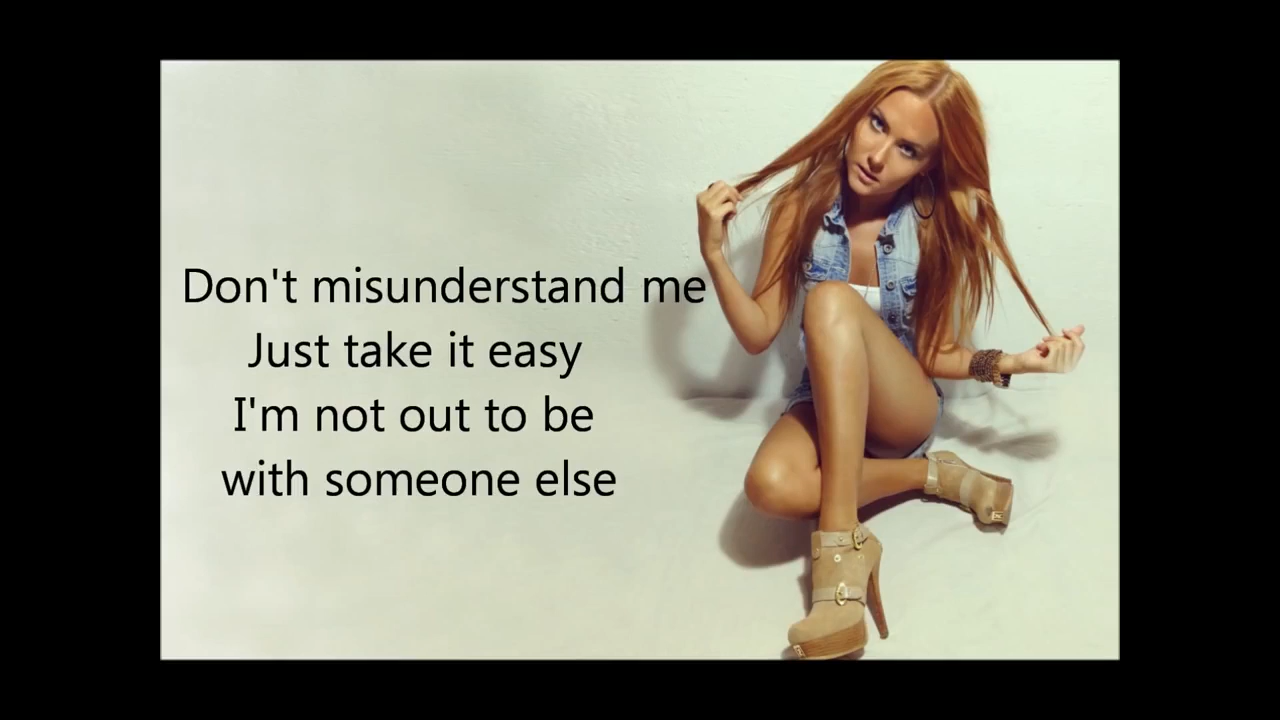 Don't misunderstand me
Just take it easy
I'm not out to be
with someone else